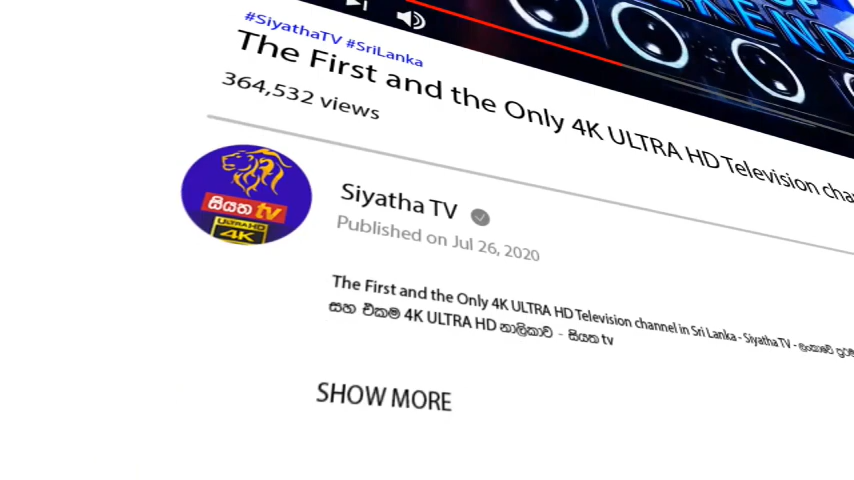 WEEKEND
#SiyathaTV #SriLanka
The First and the Only 4K ULTRA HD Television cha
364,532 views
සියත tv
ULTRA HD
4K
Siyatha TV
Published on Jul 26, 2020
The First and the Only 4K ULTRA HD Television channel in Sri Lanka - Siyatha TV - ලංකාවේ
සහ එකම 4K ULTRA HD නාලිකාව - සියත tv
SHOW MORE